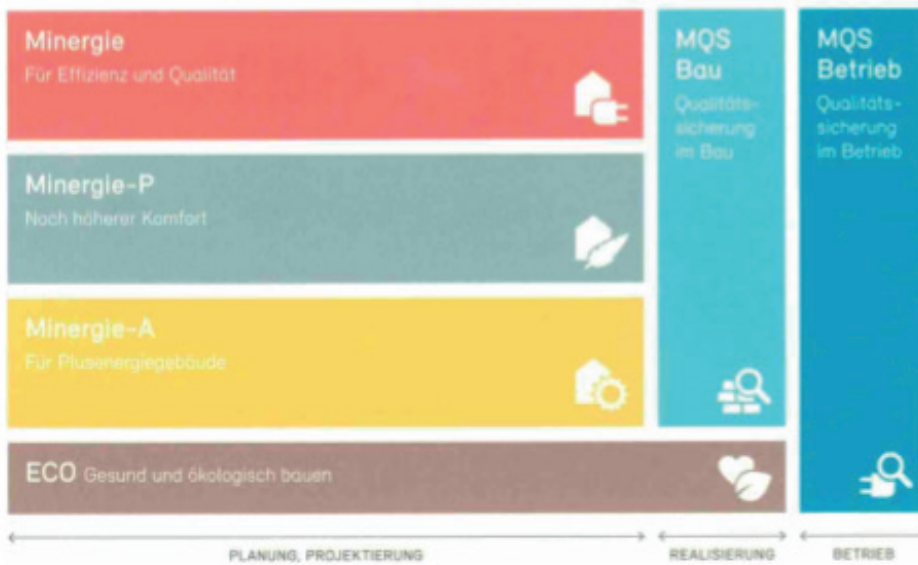 Minergie
Für Effizienz und Qualität
Minergie-P
Noch höherer Komfort
Minergie-A
Für Plusenergiegebäude
ECO Gesund und ökologisch bauen
MQS
Bau
Qualitäts-
sicherung
im Bau
MQS
Betrieb
Qualitäts-
sicherung
im Betrieb
PLANUNG, PROJEKTIERUNG
REALISIERUNG
BETRIEB